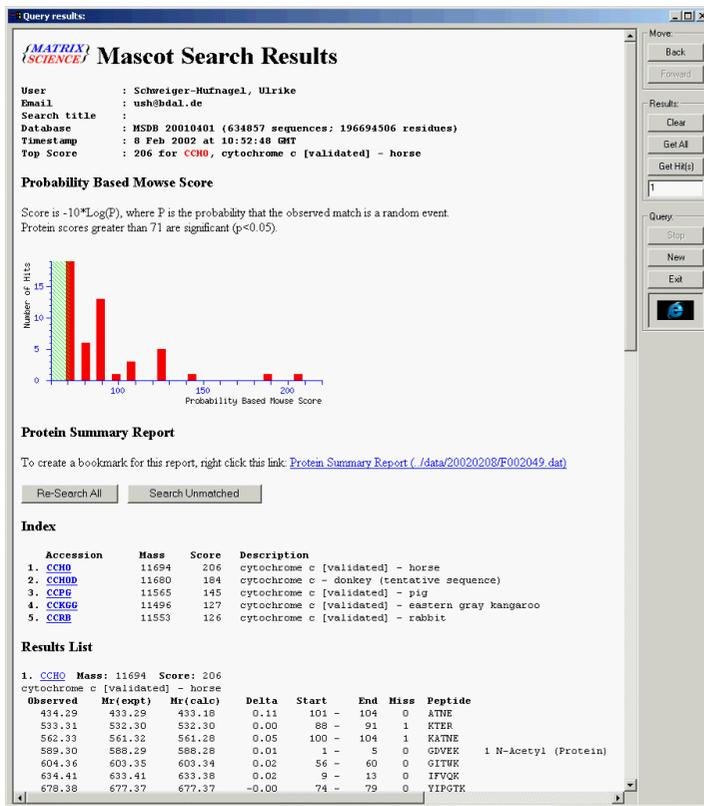 Query results:
{MATRIX} {SCIENCE} Mascot Search Results
User : Schweiger-Hufnagel, Ulrike
Email : ush@bdal.de
Search title :
Database : MSDB 20010401 (634857 sequences; 196694506 residues)
Timestamp : 8 Feb 2002 at 10:52:48 GMT
Top Score : 206 for CCHO, cytochrome c [validated] - horse
Probability Based Mowse Score
Score is -10*Log(P), where P is the probability that the observed match is a random event.
Protein scores greater than 71 are significant (p<0.05).
Number of Hits
15
10
5
0
100 150 200
Probability Based Mowse Score
Protein Summary Report
To create a bookmark for this report, right click this link: Protein Summary Report (../data/20020208/F002049.dat)
Re-Search All Search Unmatched
Index
Accession Mass Score Description
1. CCHO 11694 206 cytochrome c [validated] - horse
2. CCHOD 11680 184 cytochrome c - donkey (tentative sequence)
3. CCPG 11565 145 cytochrome c [validated] - pig
4. CCKGG 11496 127 cytochrome c [validated] - eastern gray kangaroo
5. CCRB 11553 126 cytochrome c [validated] - rabbit
Results List
1. CCHO Mass: 11694 Score: 206
cytochrome c [validated] - horse
Observed Mr(expt) Mr(calc) Delta Start End Miss Peptide
434.29 433.29 433.18 0.11 101 - 104 0 ATNE
533.31 532.30 532.30 0.00 88 - 91 1 KTER
562.33 561.32 561.28 0.05 100 - 104 1 KATNE
589.30 588.29 588.28 0.01 1 - 5 0 GDVEK 1 N-Acetyl (Protein)
604.36 603.35 603.34 0.02 56 - 60 0 GITWK
634.41 633.41 633.38 0.02 9 - 13 0 IFVQK
678.38 677.37 677.37 -0.00 74 - 79 0 YIPGTK
Move:
Back
Forward
Results:
Clear
Get All
Get Hit(s)
1
Query:
Stop
New
Exit